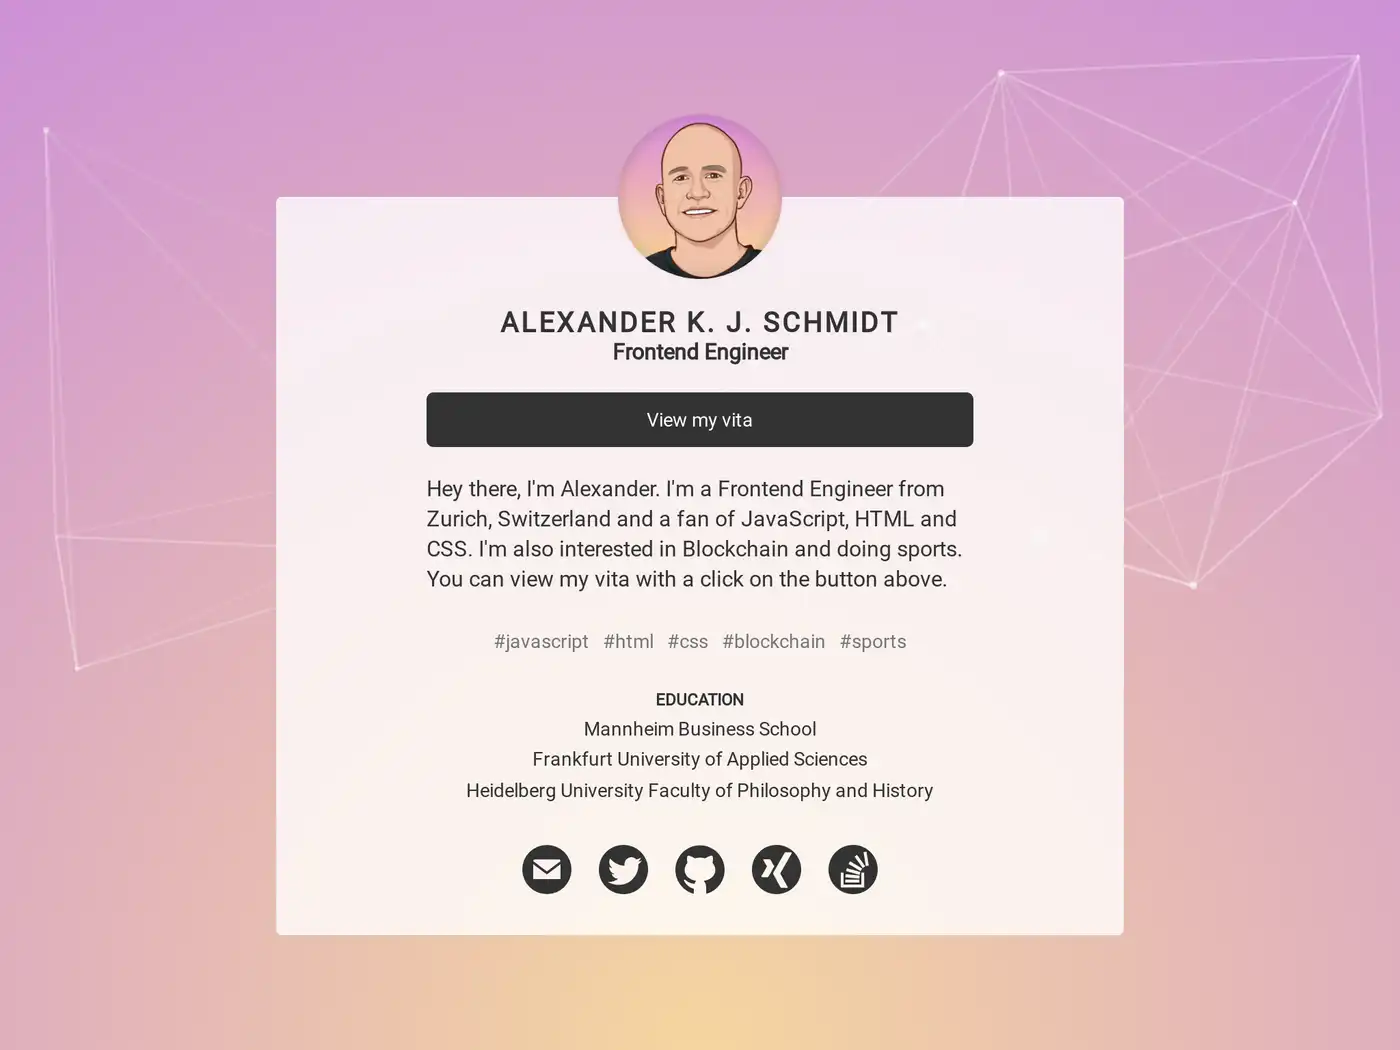 ALEXANDER K. J. SCHMIDT
Frontend Engineer
View my vita
Hey there, I'm Alexander. I'm a Frontend Engineer from
Zurich, Switzerland and a fan of JavaScript, HTML and
CSS. I'm also interested in Blockchain and doing sports.
You can view my vita with a click on the button above.
#javascript #html #css #blockchain #sports
EDUCATION
Mannheim Business School
Frankfurt University of Applied Sciences
Heidelberg University Faculty of Philosophy and History